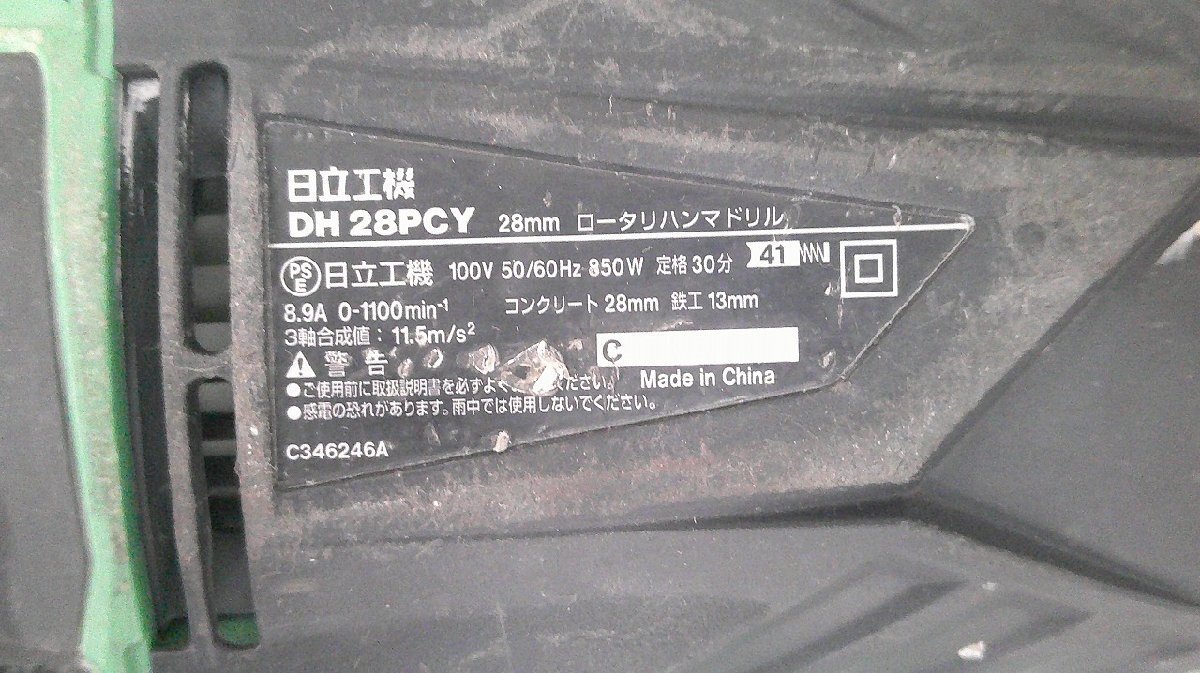 日立工機
DH 28PCY 28mm ロータリハンマドリル
PSE 日立工機 100V 50/60Hz 850W 定格 30分 41
8.9A 0-1100min⁻¹ コンクリート 28mm 鉄工 13mm
3軸合成値：11.5m/s²
C
警告
Made in China
●ご使用前に取扱説明書を必ずよく ください。
●感電の恐れがあります。雨中では使用しないでください。
C346246A